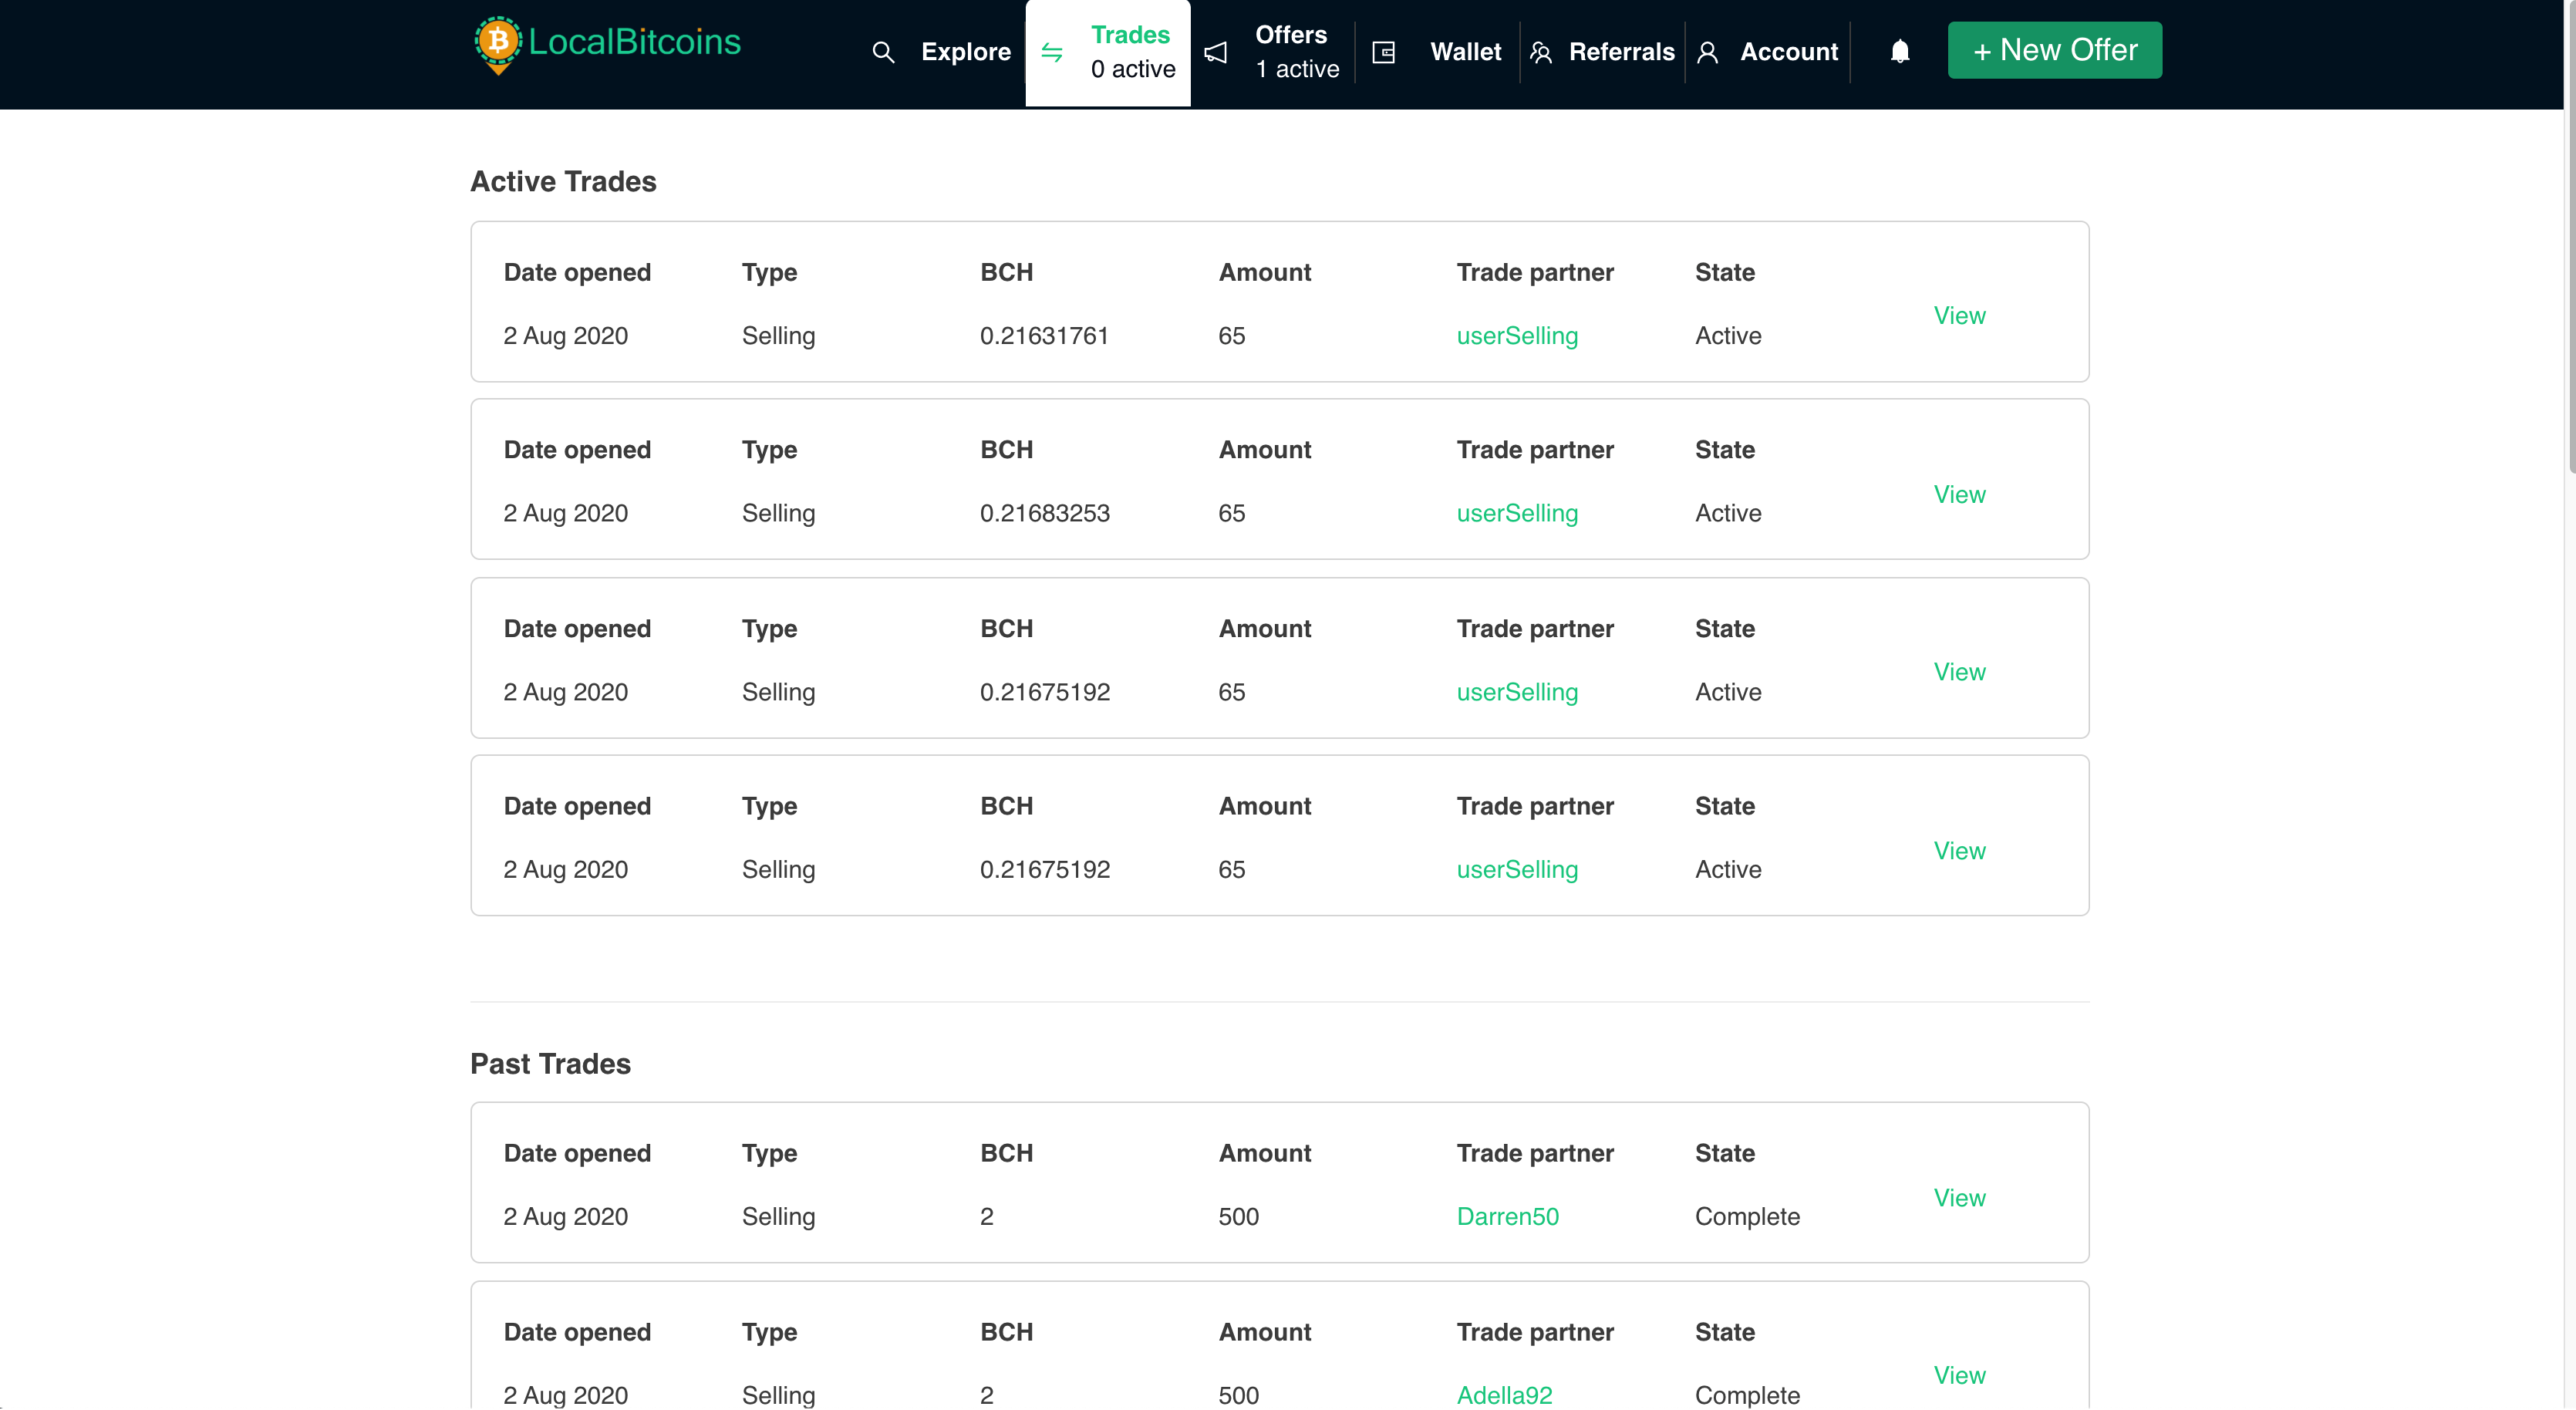 LocalBitcoins
Explore
Trades
0 active
Offers
1 active
Wallet
Referrals
Account
+ New Offer
Active Trades
Date opened Type BCH Amount Trade partner State
View
2 Aug 2020 Selling 0.21631761 65 userSelling Active
Date opened Type BCH Amount Trade partner State
View
2 Aug 2020 Selling 0.21683253 65 userSelling Active
Date opened Type BCH Amount Trade partner State
View
2 Aug 2020 Selling 0.21675192 65 userSelling Active
Date opened Type BCH Amount Trade partner State
View
2 Aug 2020 Selling 0.21675192 65 userSelling Active
Past Trades
Date opened Type BCH Amount Trade partner State
View
2 Aug 2020 Selling 2 500 Darren50 Complete
Date opened Type BCH Amount Trade partner State
View
2 Aug 2020 Selling 2 500 Adella92 Complete